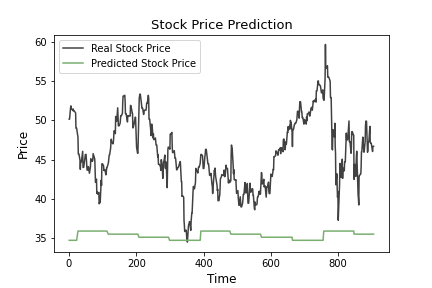 Stock Price Prediction
Real Stock Price
Predicted Stock Price
Price
60
55
50
45
40
35
0 200 400 600 800
Time